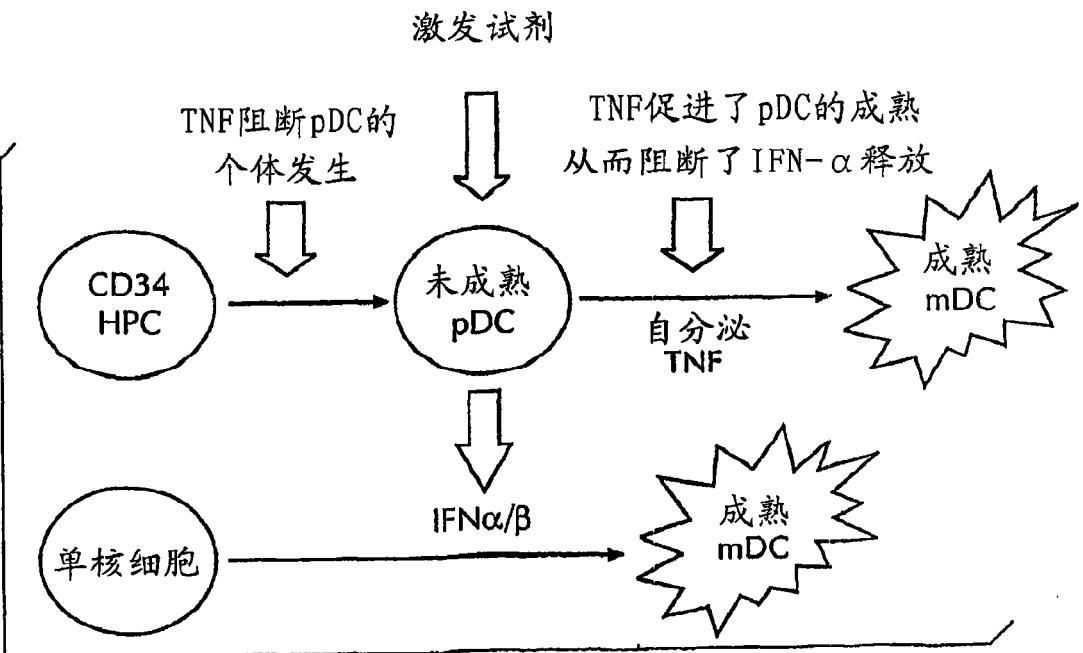 激发试剂
TNF阻断pDC的
个体发生
TNF促进了pDC的成熟
从而阻断了IFN-α释放
CD34
HPC
未成熟
pDC
自分泌
TNF
成熟
mDC
IFNα/β
单核细胞
成熟
mDC